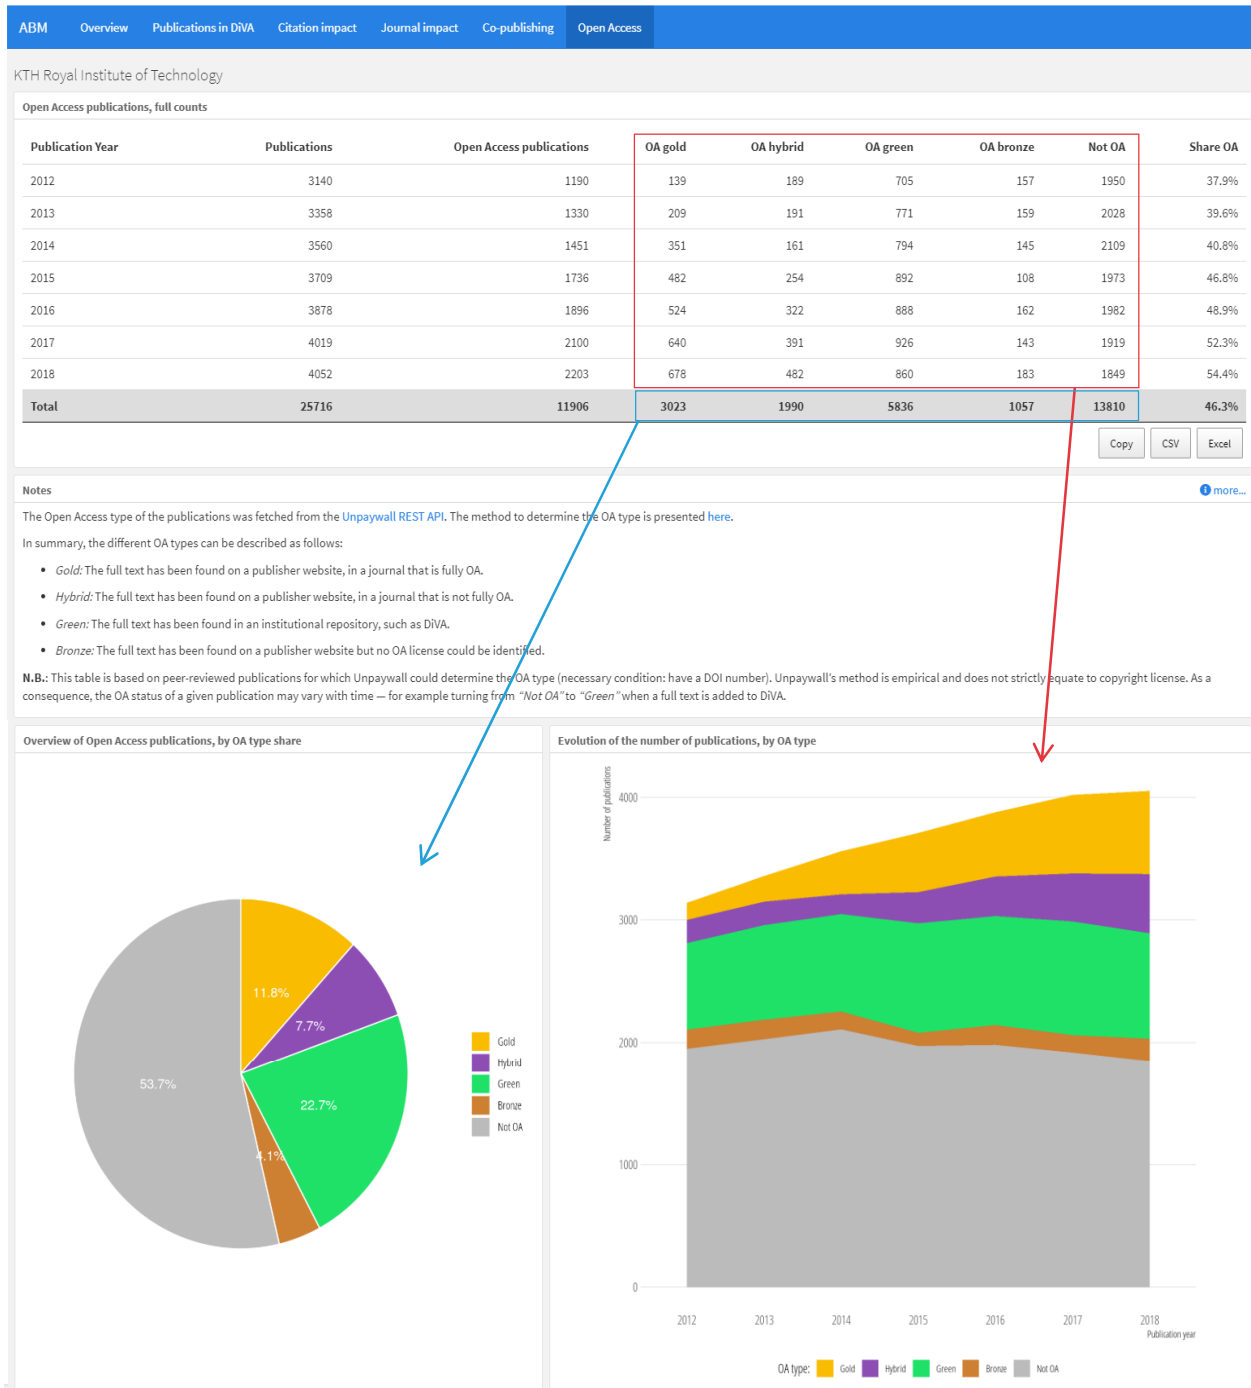 ABM Overview Publications in DiVA Citation impact Journal impact Co-publishing Open Access
KTH Royal Institute of Technology
Open Access publications, full counts
Publication Year Publications Open Access publications OA gold OA hybrid OA green OA bronze Not OA Share OA
2012 3140 1190 139 189 705 157 1950 37.9%
2013 3358 1330 209 191 771 159 2028 39.6%
2014 3560 1451 351 161 794 145 2109 40.8%
2015 3709 1736 482 254 892 108 1973 46.8%
2016 3878 1896 524 322 888 162 1982 48.9%
2017 4019 2100 640 391 926 143 1919 52.3%
2018 4052 2203 678 482 860 183 1849 54.4%
Total 25716 11906 3023 1990 5836 1057 13810 46.3%
Copy CSV Excel
Notes more...
The Open Access type of the publications was fetched from the Unpaywall REST API. The method to determine the OA type is presented here.
In summary, the different OA types can be described as follows:
• Gold: The full text has been found on a publisher website, in a journal that is fully OA.
• Hybrid: The full text has been found on a publisher website, in a journal that is not fully OA.
• Green: The full text has been found in an institutional repository, such as DiVA.
• Bronze: The full text has been found on a publisher website but no OA license could be identified.
N.B.: This table is based on peer-reviewed publications for which Unpaywall could determine the OA type (necessary condition: have a DOI number). Unpaywall's method is empirical and does not strictly equate to copyright license. As a
consequence, the OA status of a given publication may vary with time — for example turning from "Not OA" to "Green" when a full text is added to DiVA.
Overview of Open Access publications, by OA type share
11.8%
7.7%
53.7%
22.7%
4.1%
Gold
Hybrid
Green
Bronze
Not OA
Evolution of the number of publications, by OA type
Number of publications
4000
3000
2000
1000
0
2012 2013 2014 2015 2016 2017 2018
Publication year
OA type: Gold Hybrid Green Bronze Not OA